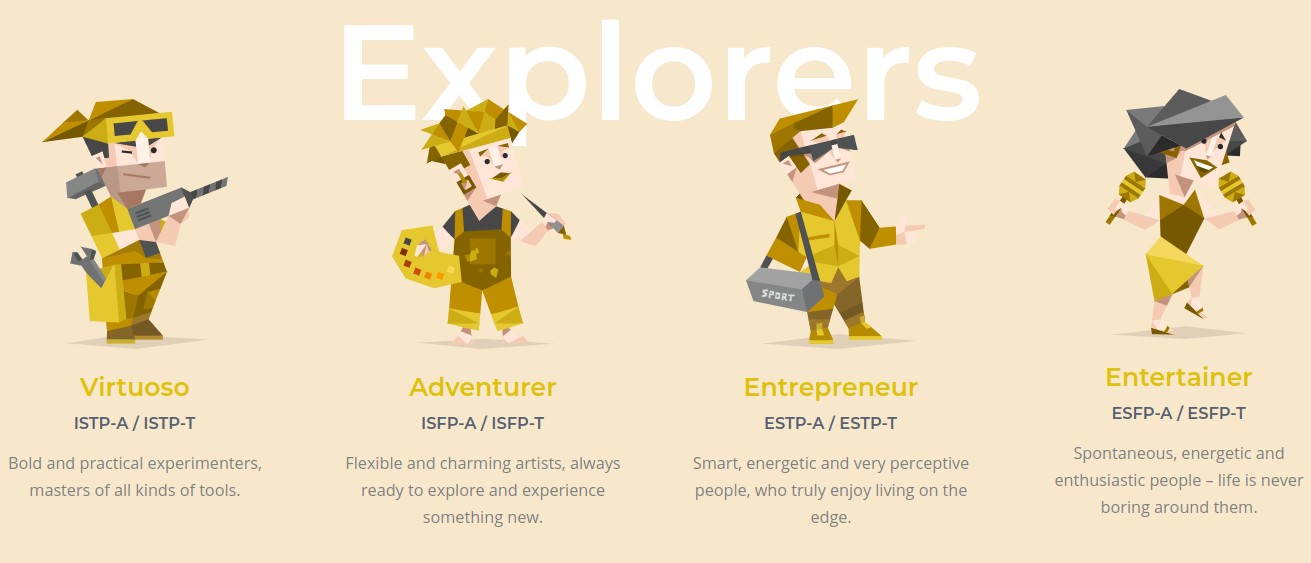 Explorers
SPORT
Virtuoso
ISTP-A / ISTP-T
Bold and practical experimenters,
masters of all kinds of tools.
Adventurer
ISFP-A / ISFP-T
Flexible and charming artists, always
ready to explore and experience
something new.
Entrepreneur
ESTP-A / ESTP-T
Smart, energetic and very perceptive
people, who truly enjoy living on the
edge.
Entertainer
ESFP-A / ESFP-T
Spontaneous, energetic and
enthusiastic people – life is never
boring around them.